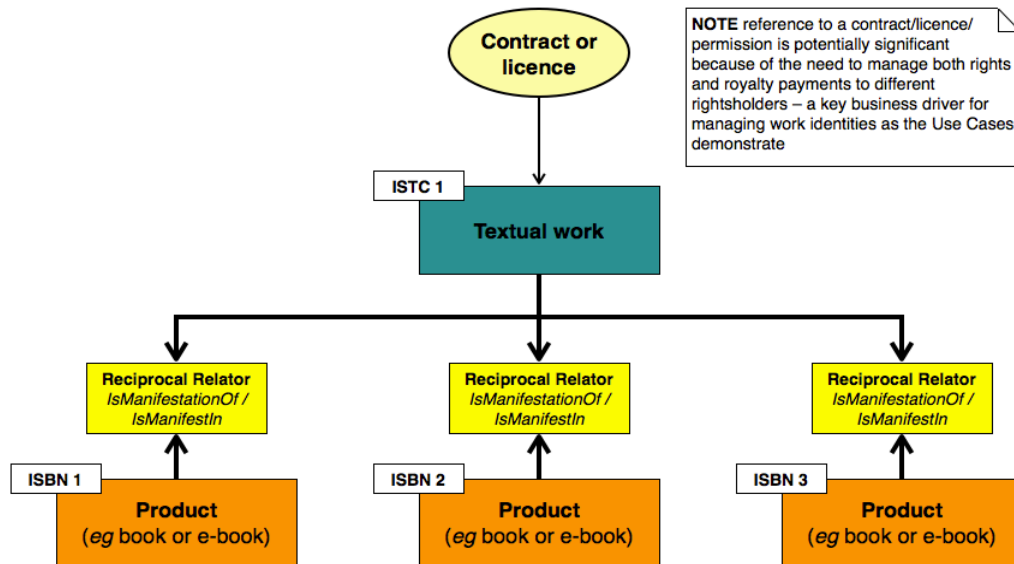 Contract or
licence
NOTE reference to a contract/licence/
permission is potentially significant
because of the need to manage both rights
and royalty payments to different
rightsholders – a key business driver for
managing work identities as the Use Cases
demonstrate
ISTC 1
Textual work
Reciprocal Relator
IsManifestationOf /
IsManifestIn
Reciprocal Relator
IsManifestationOf /
IsManifestIn
Reciprocal Relator
IsManifestationOf /
IsManifestIn
ISBN 1
Product
(eg book or e-book)
ISBN 2
Product
(eg book or e-book)
ISBN 3
Product
(eg book or e-book)